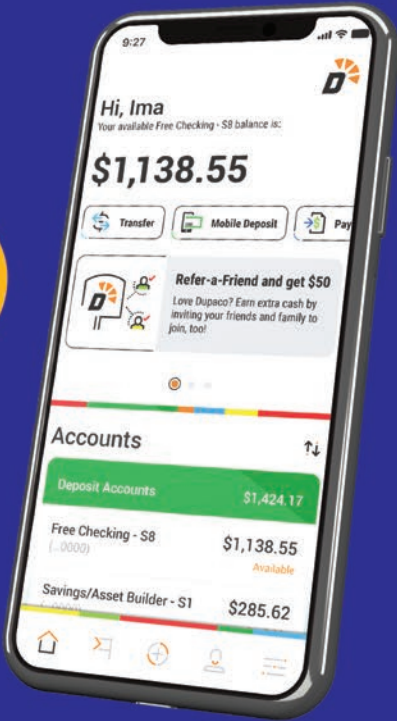 9:27
D
Hi, Ima
Your available Free Checking - S8 balance is:
$1,138.55
Transfer
Mobile Deposit
Pay
Refer-a-Friend and get $50
Love Dupaco? Earn extra cash by
inviting your friends and family to
join, too!
D
Accounts
Deposit Accounts $1,424.17
Free Checking - S8 $1,138.55
(...0000) Available
Savings/Asset Builder - S1 $285.62